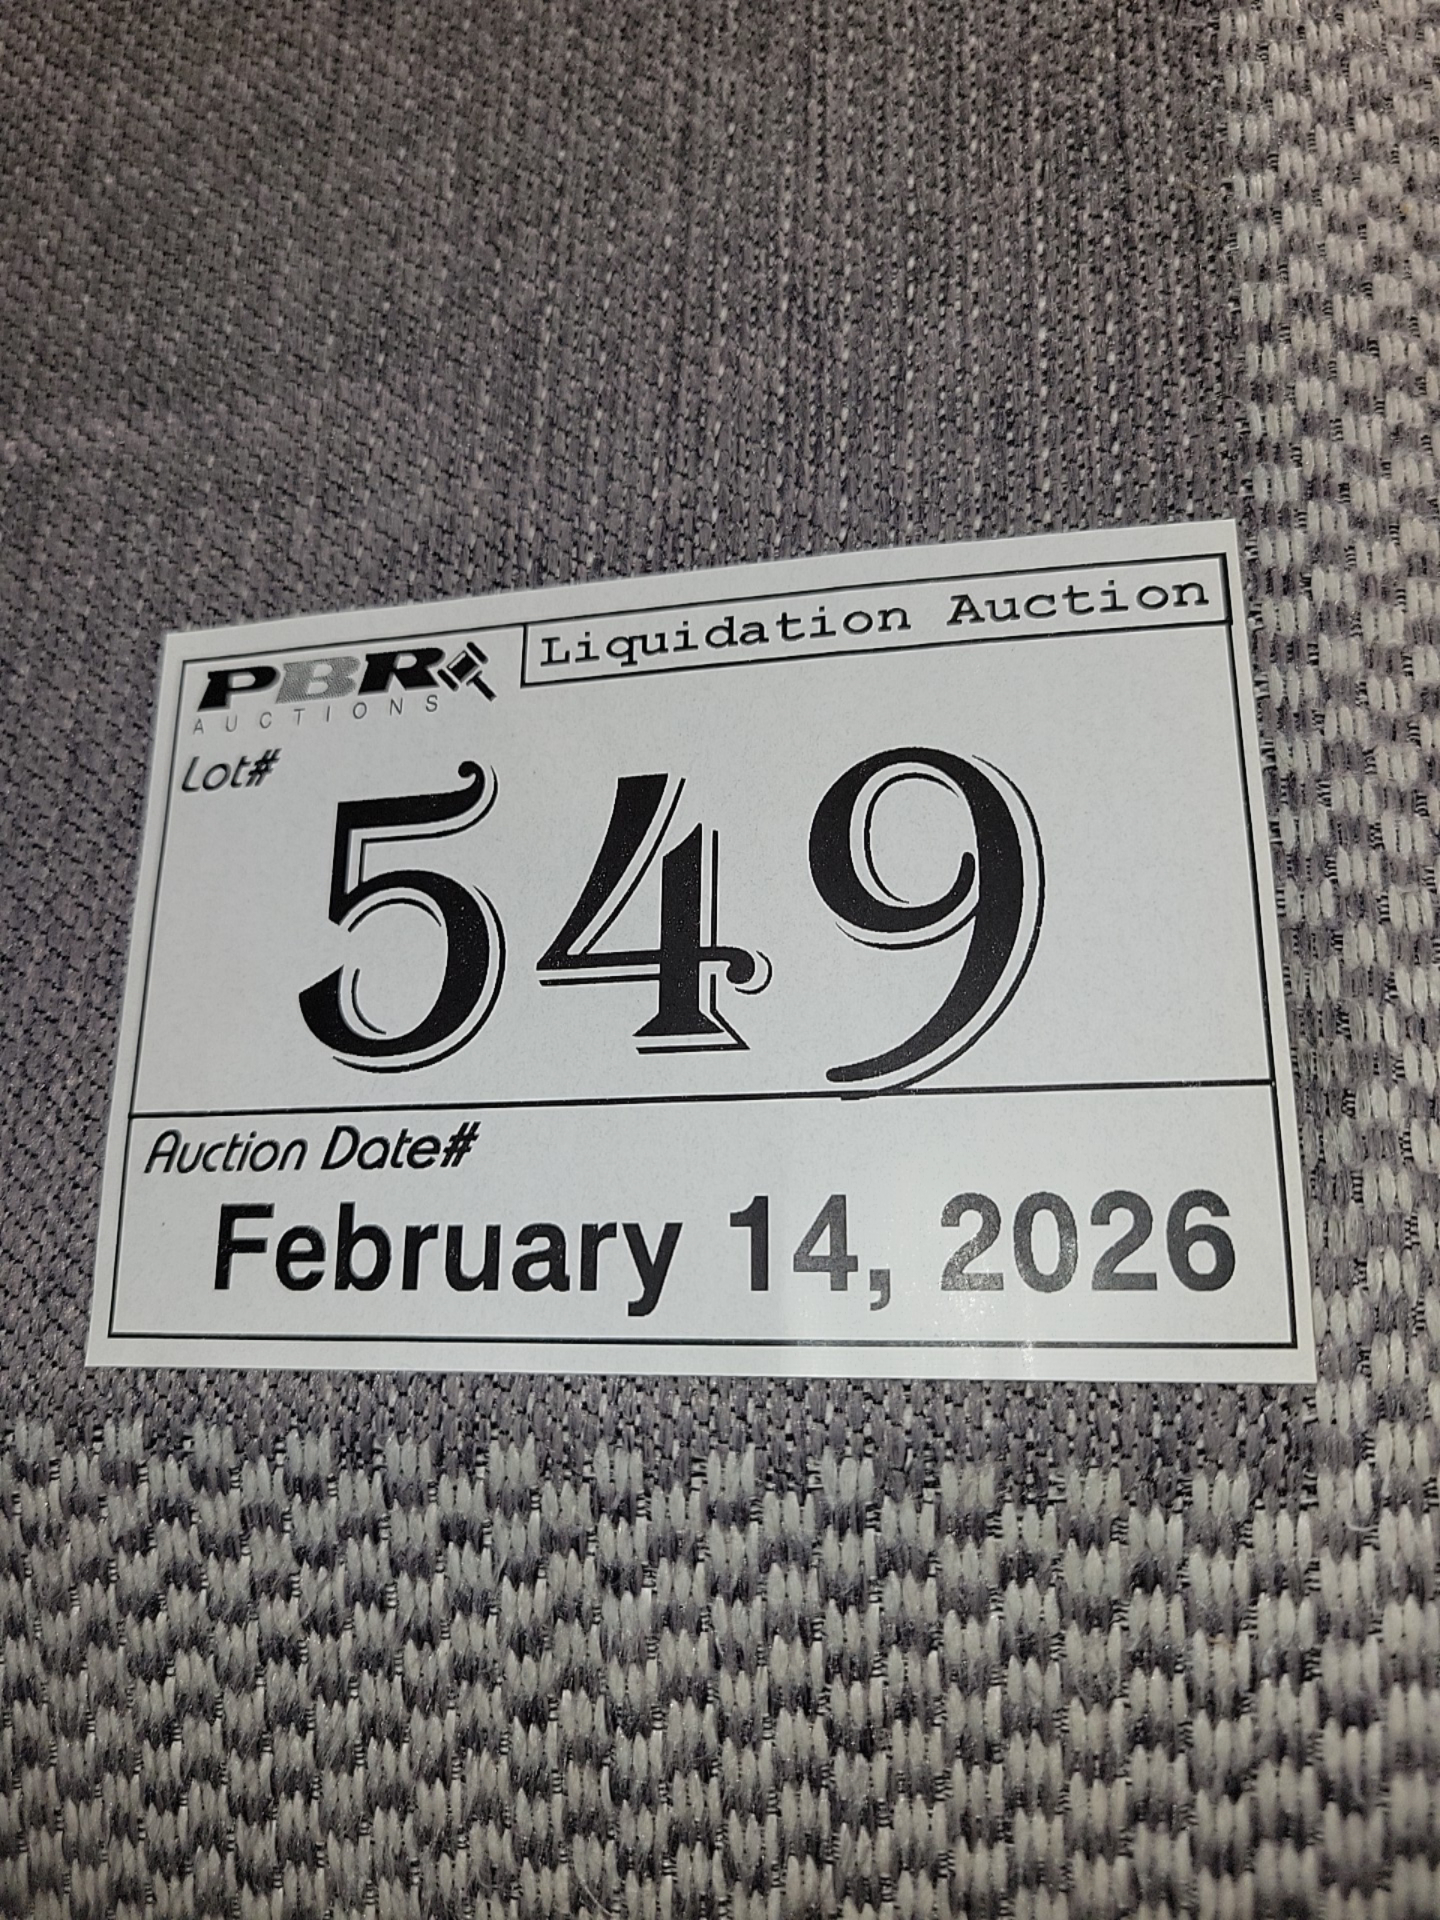 PBR
AUCTIONS
Liquidation Auction
Lot#
549
Auction Date#
February 14, 2026